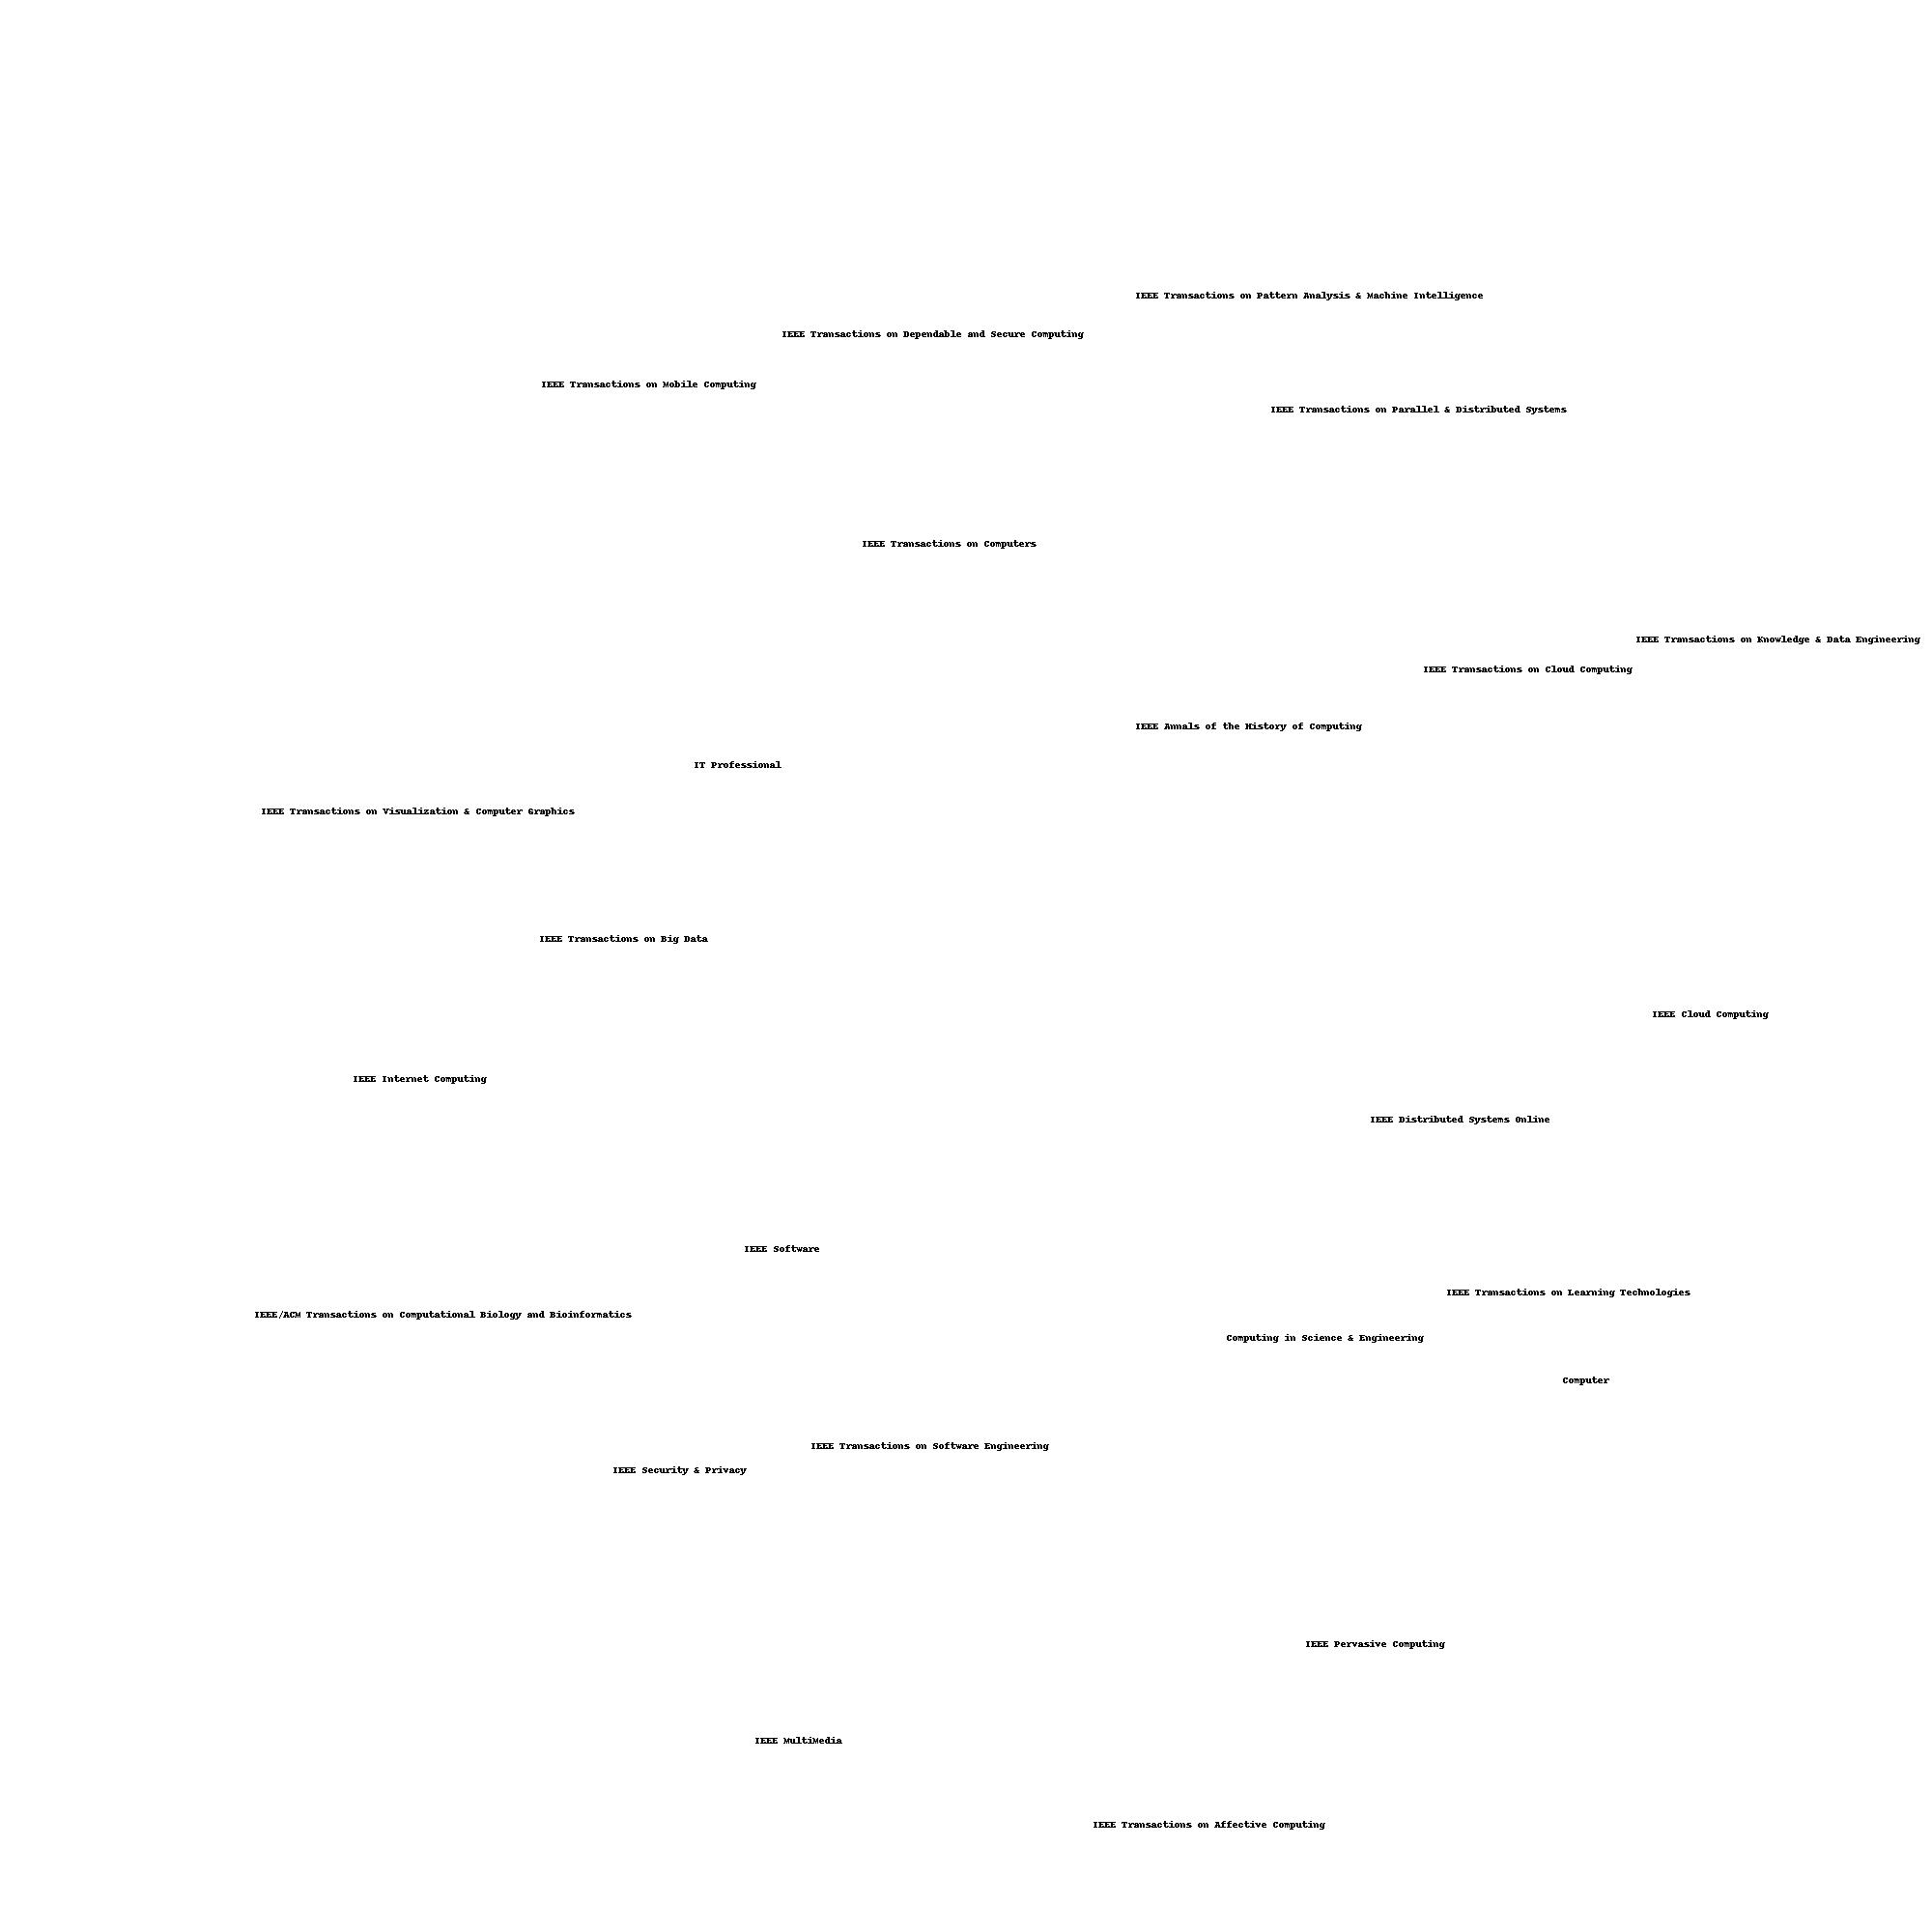 IEEE Transactions on Pattern Analysis & Machine Intelligence
IEEE Transactions on Dependable and Secure Computing
IEEE Transactions on Mobile Computing
IEEE Transactions on Parallel & Distributed Systems
IEEE Transactions on Computers
IEEE Transactions on Knowledge & Data Engineering
IEEE Transactions on Cloud Computing
IEEE Annals of the History of Computing
IT Professional
IEEE Transactions on Visualization & Computer Graphics
IEEE Transactions on Big Data
IEEE Cloud Computing
IEEE Internet Computing
IEEE Distributed Systems Online
IEEE Software
IEEE Transactions on Learning Technologies
IEEE/ACM Transactions on Computational Biology and Bioinformatics
Computing in Science & Engineering
Computer
IEEE Transactions on Software Engineering
IEEE Security & Privacy
IEEE Pervasive Computing
IEEE MultiMedia
IEEE Transactions on Affective Computing